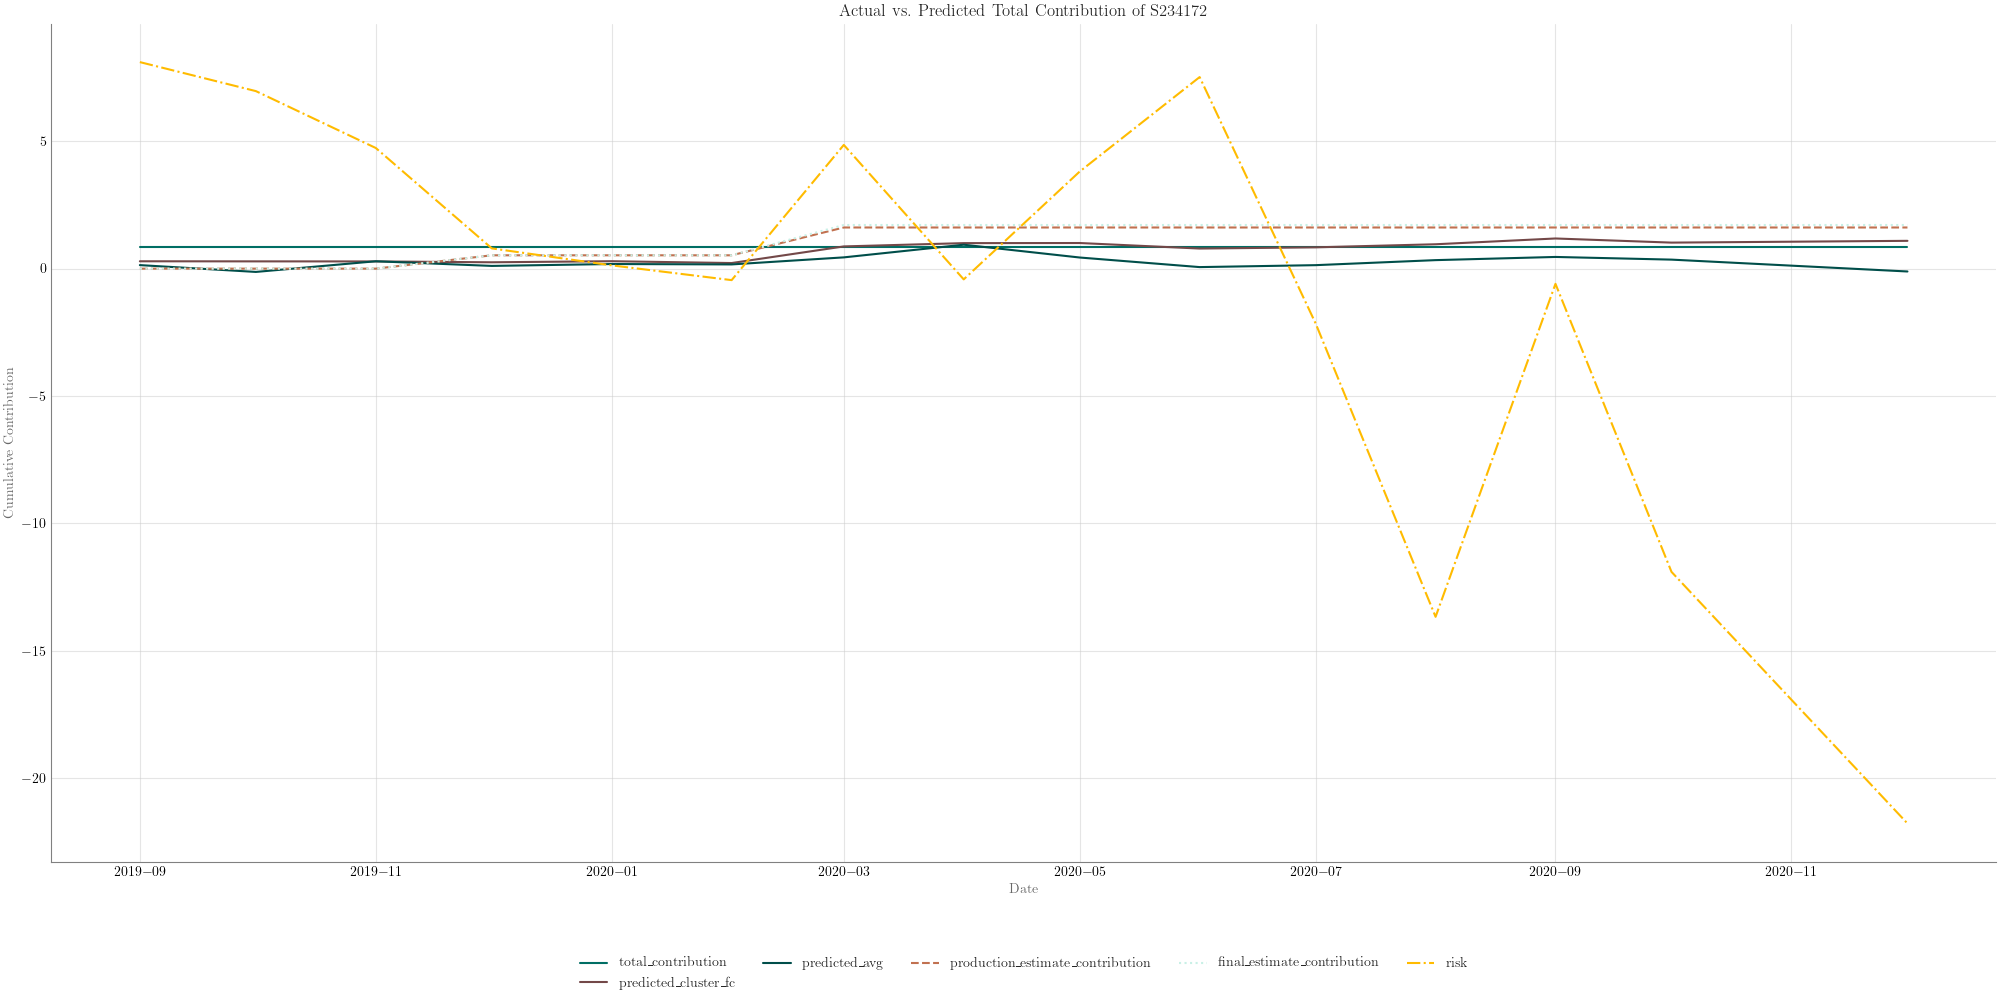 Actual vs. Predicted Total Contribution of S234172
Cumulative Contribution
5
0
−5
−10
−15
−20
2019−09 2019−11 2020−01 2020−03 2020−05 2020−07 2020−09 2020−11
Date
total_contribution predicted_avg production_estimate_contribution final_estimate_contribution risk
predicted_cluster_fc